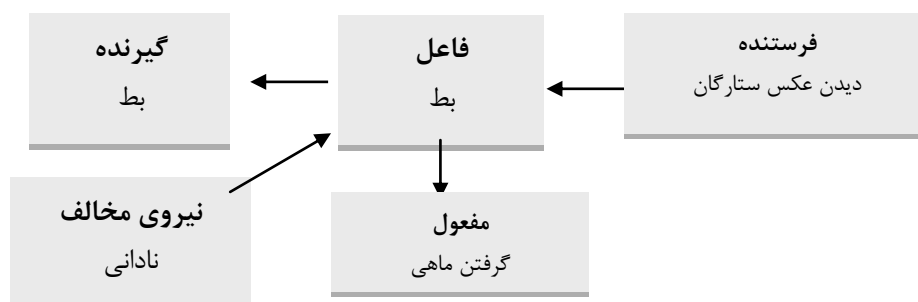 فرستنده
دیدن عکس ستارگان
فاعل
بط
گیرنده
بط
مفعول
گرفتن ماهی
نیروی مخالف
نادانی